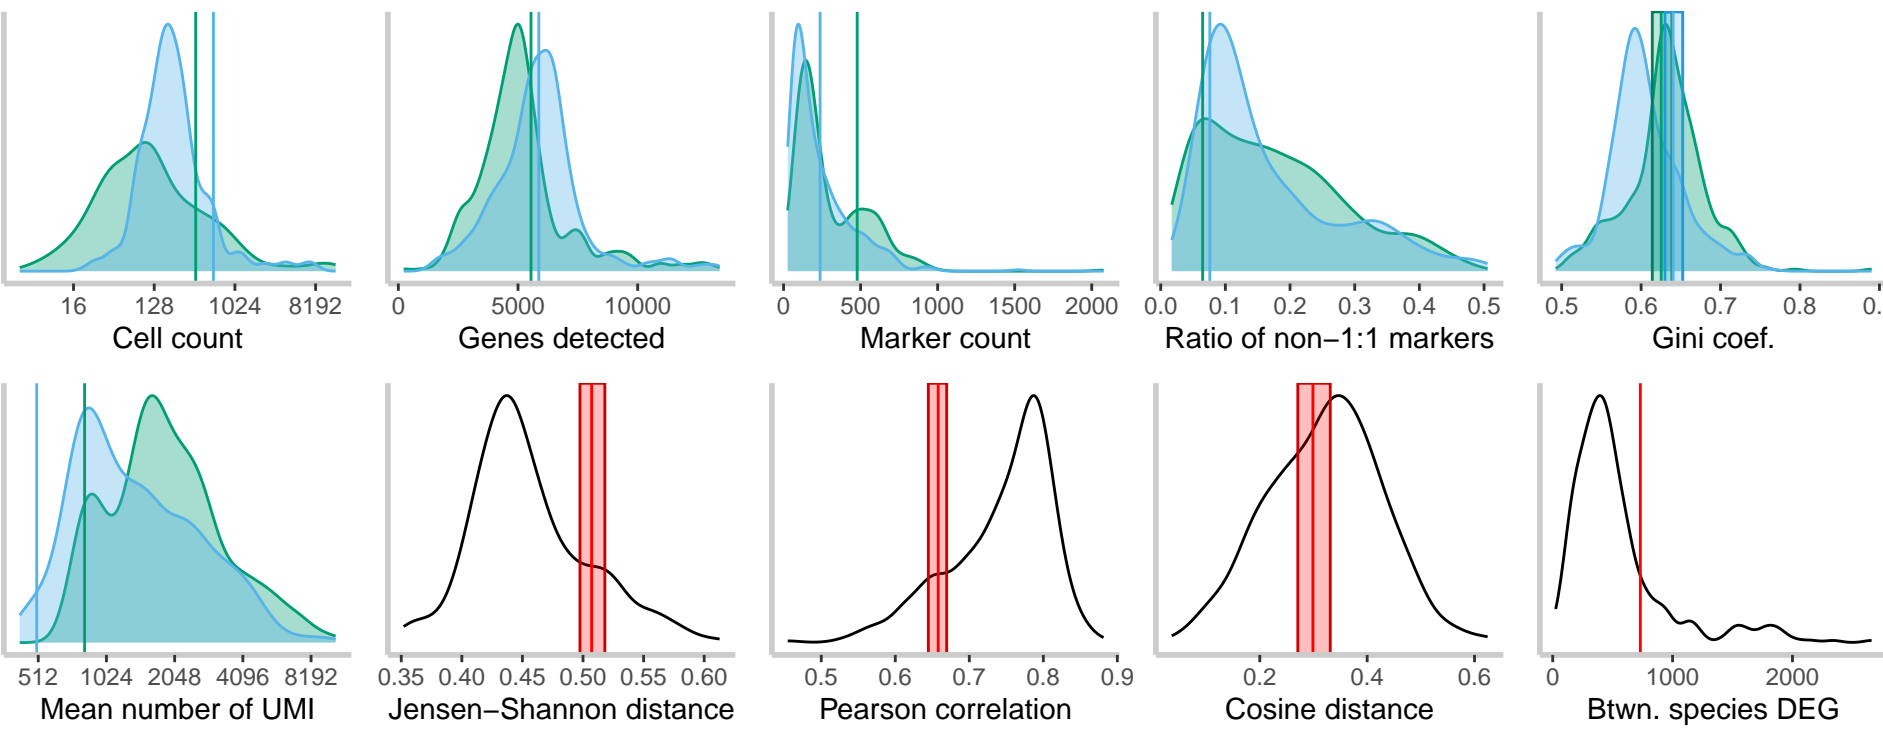 16 128 1024 8192
Cell count
0 5000 10000
Genes detected
0 500 1000 1500 2000
Marker count
0.0 0.1 0.2 0.3 0.4 0.5
Ratio of non−1:1 markers
0.5 0.6 0.7 0.8 0.
Gini coef.
512 1024 2048 4096 8192
Mean number of UMI
0.35 0.40 0.45 0.50 0.55 0.60
Jensen−Shannon distance
0.5 0.6 0.7 0.8 0.9
Pearson correlation
0.2 0.4 0.6
Cosine distance
0 1000 2000
Btwn. species DEG